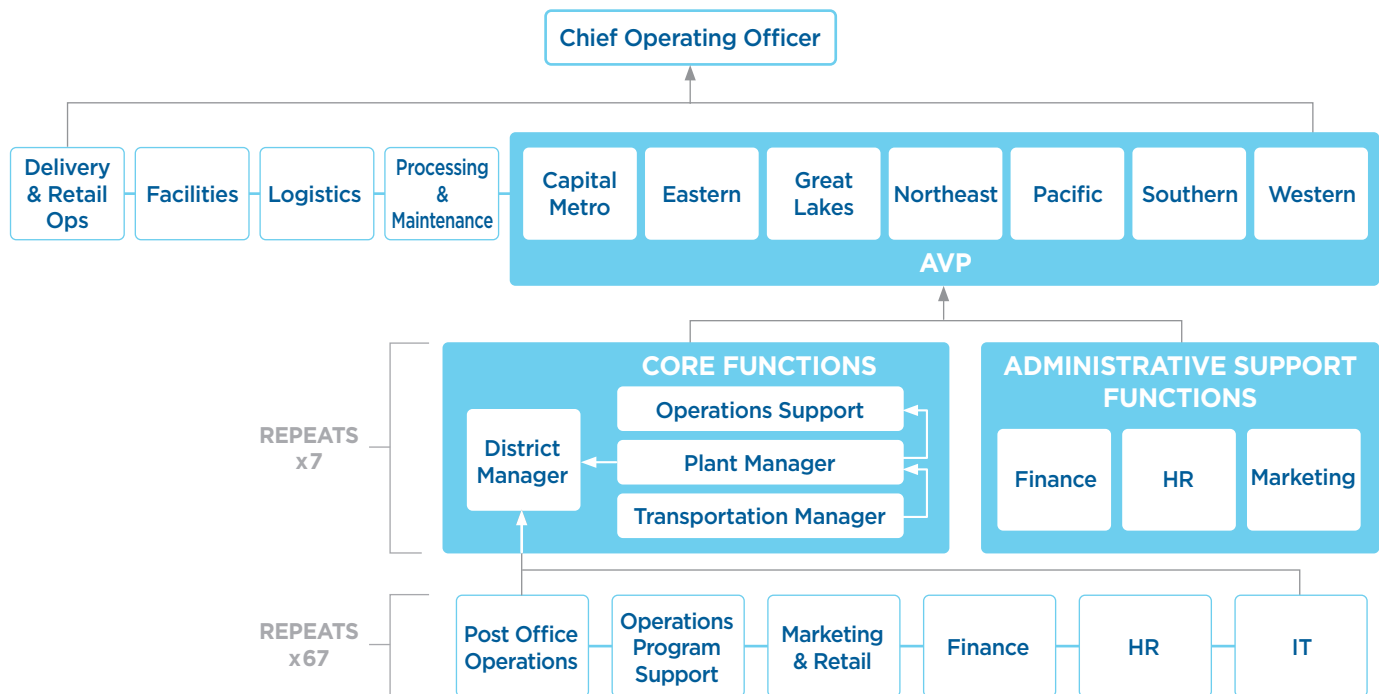 Chief Operating Officer
Delivery
& Retail
Ops
Facilities
Logistics
Processing
&
Maintenance
Capital
Metro
Eastern
Great
Lakes
Northeast
Pacific
Southern
Western
AVP
REPEATS
x7
CORE FUNCTIONS
District
Manager
Operations Support
Plant Manager
Transportation Manager
ADMINISTRATIVE SUPPORT
FUNCTIONS
Finance
HR
Marketing
REPEATS
x67
Post Office
Operations
Operations
Program
Support
Marketing
& Retail
Finance
HR
IT